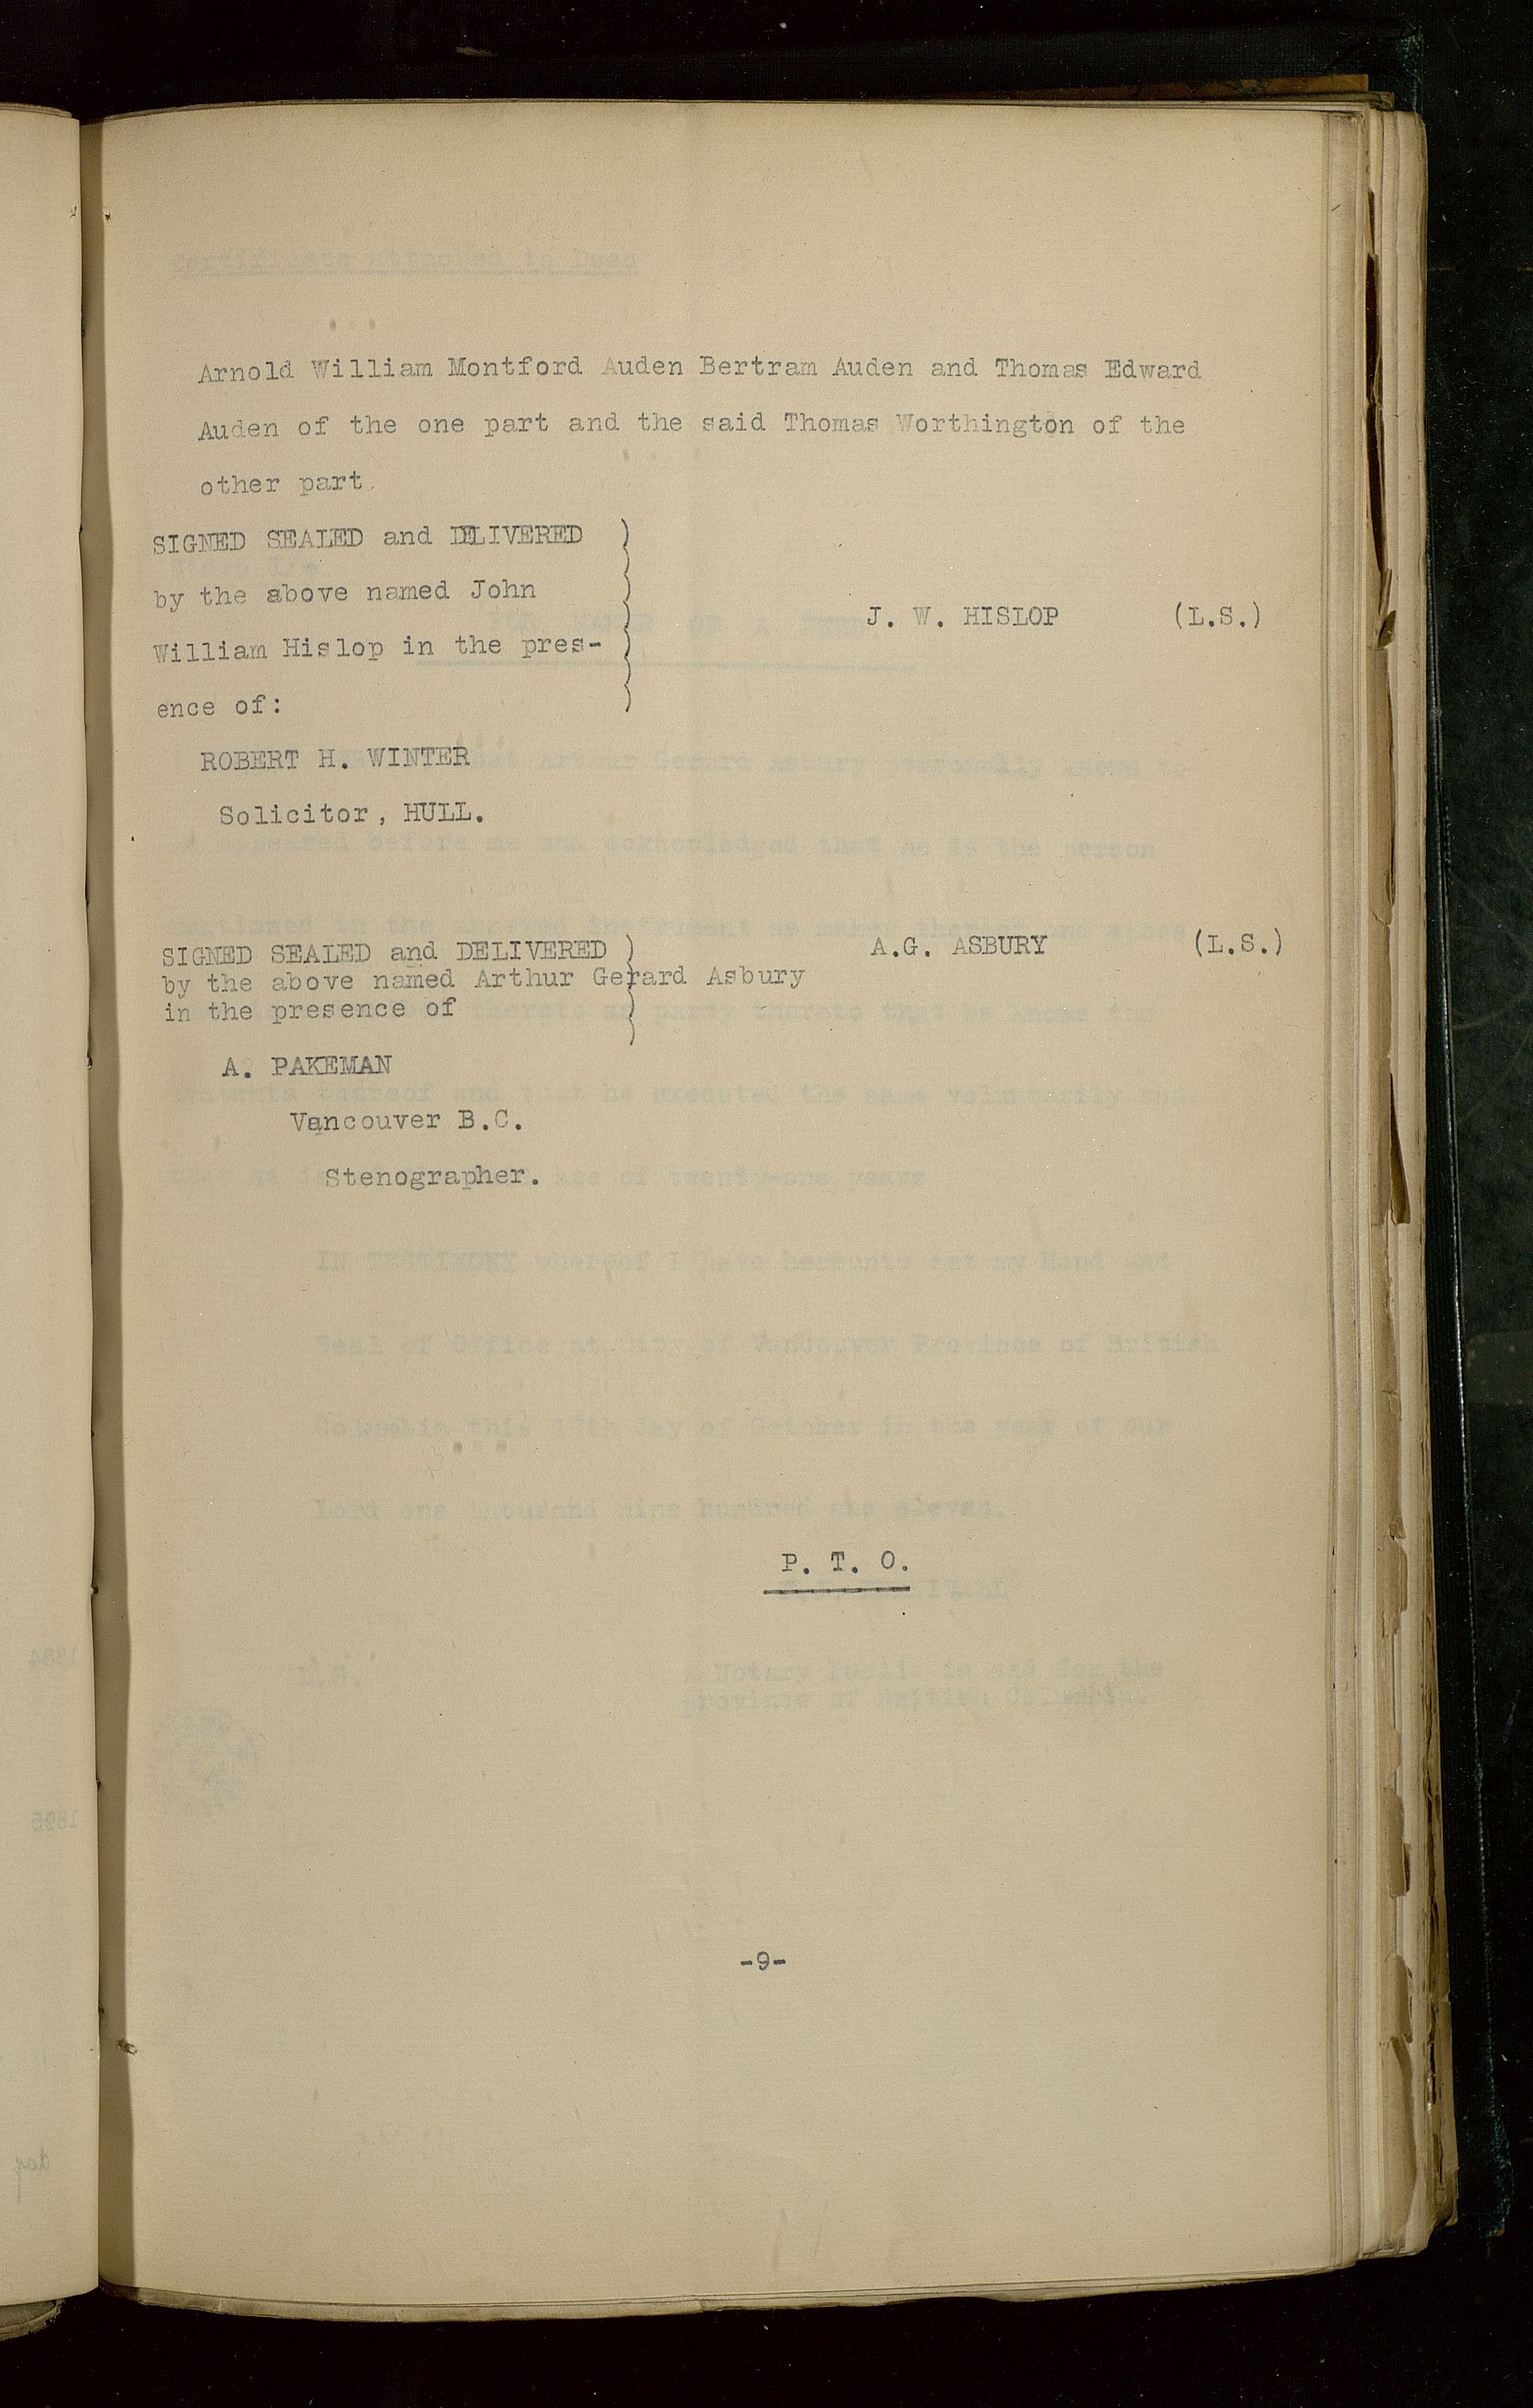 Arnold William Montford Auden Bertram Auden and Thomas Edward
Auden of the one part and the said Thomas Worthington of the
other part.
SIGNED SEALED and DELIVERED )
by the above named John )
J. W. HISLOP (L.S.)
William Hislop in the pres- )
ence of: )
ROBERT H. WINTER
Solicitor, HULL.
SIGNED SEALED and DELIVERED ) A.G. ASBURY (L.S.)
by the above named Arthur Gerard Asbury
in the presence of )
A. PAKEMAN
Vancouver B.C.
Stenographer.
P. T. O.
-9-